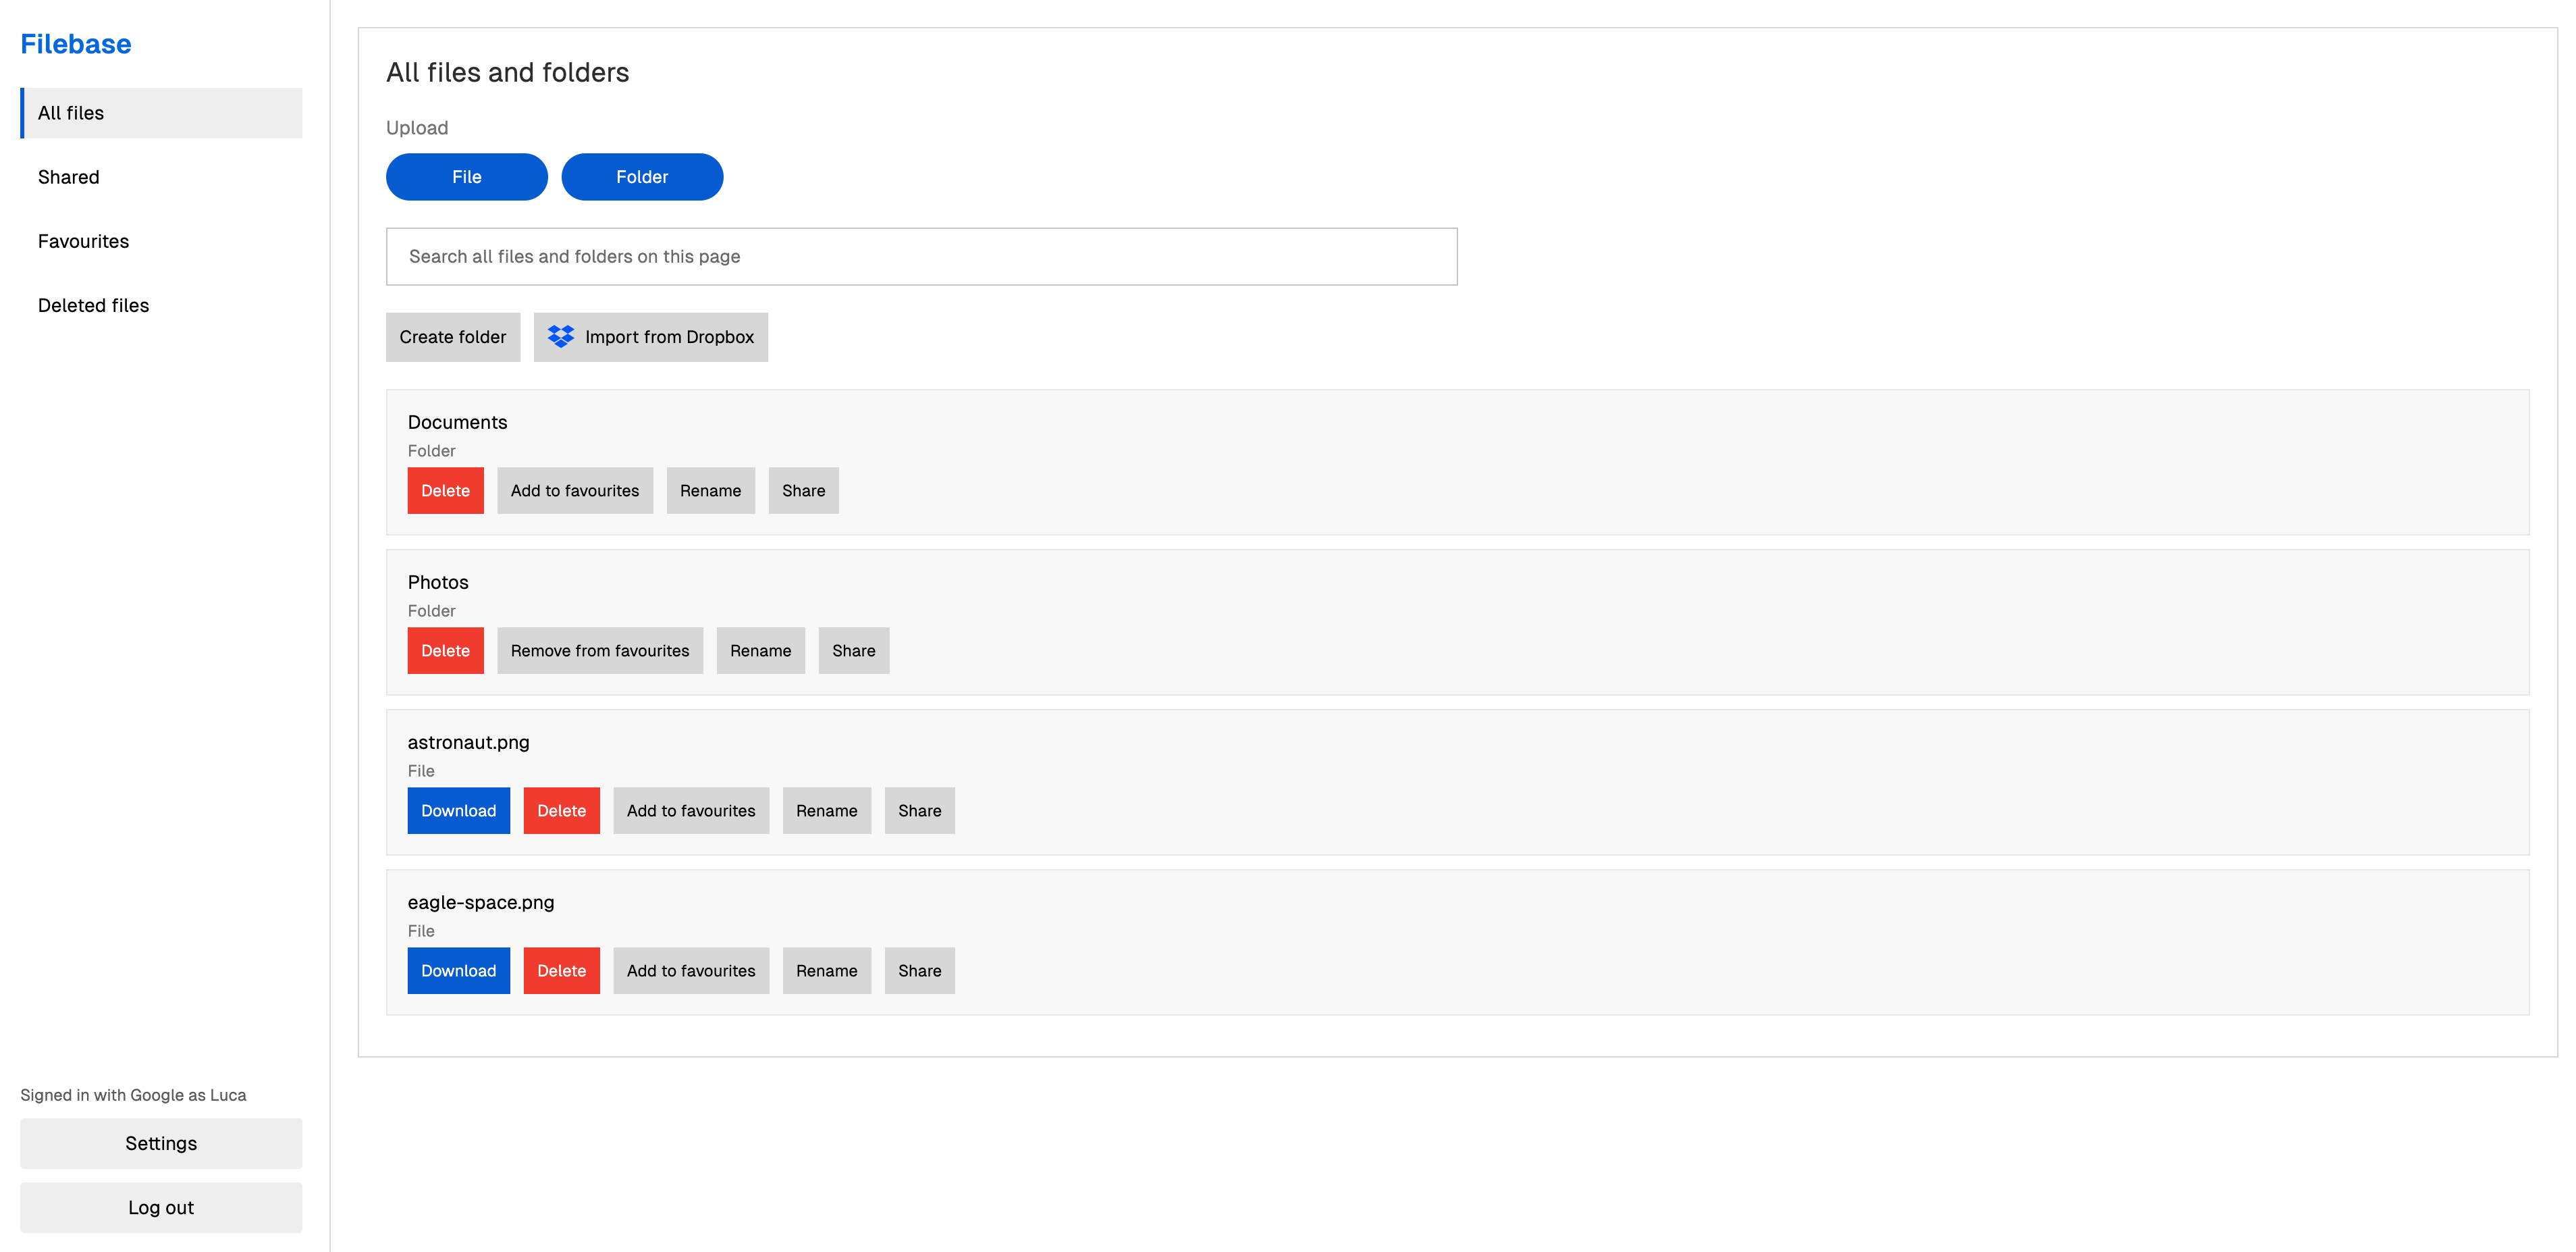 Filebase
All files
Shared
Favourites
Deleted files
Signed in with Google as Luca
Settings
Log out
All files and folders
Upload
File Folder
Search all files and folders on this page
Create folder Import from Dropbox
Documents
Folder
Delete Add to favourites Rename Share
Photos
Folder
Delete Remove from favourites Rename Share
astronaut.png
File
Download Delete Add to favourites Rename Share
eagle-space.png
File
Download Delete Add to favourites Rename Share